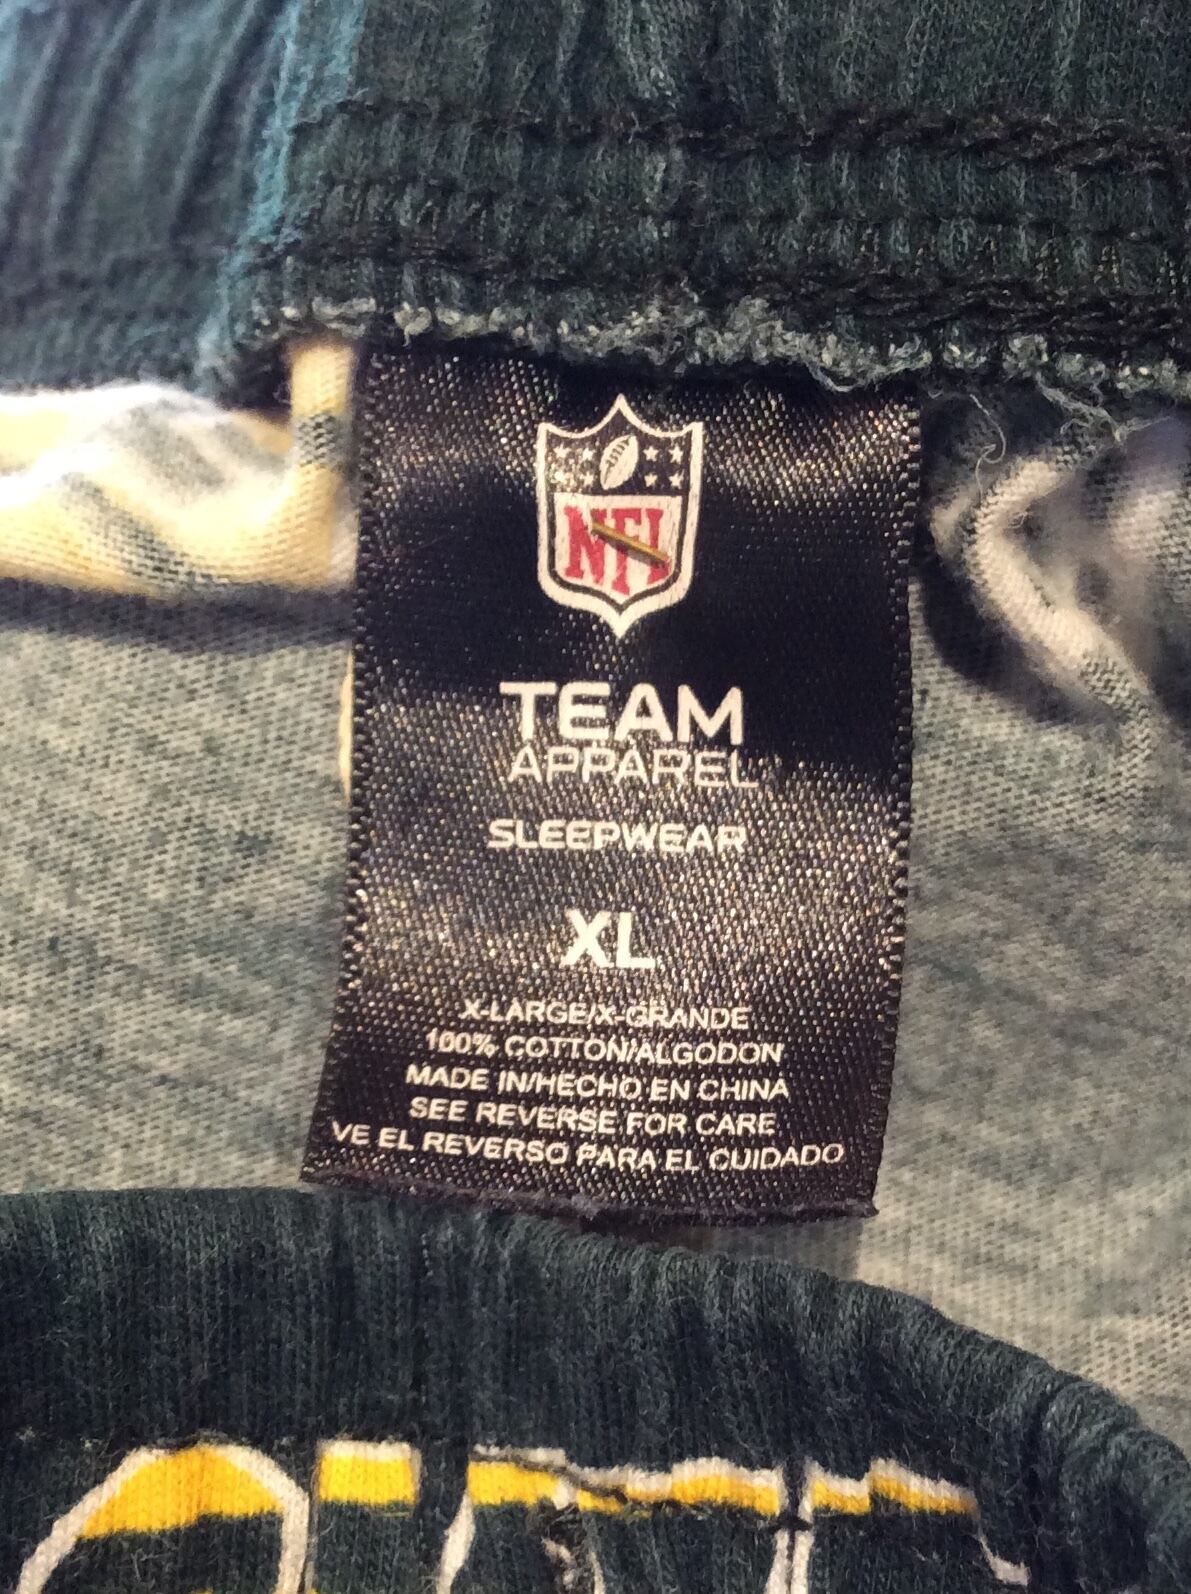 NFL
TEAM
APPAREL
SLEEPWEAR
XL
X-LARGE/X-GRANDE
100% COTTON/ALGODON
MADE IN/HECHO EN CHINA
SEE REVERSE FOR CARE
VE EL REVERSO PARA EL CUIDADO